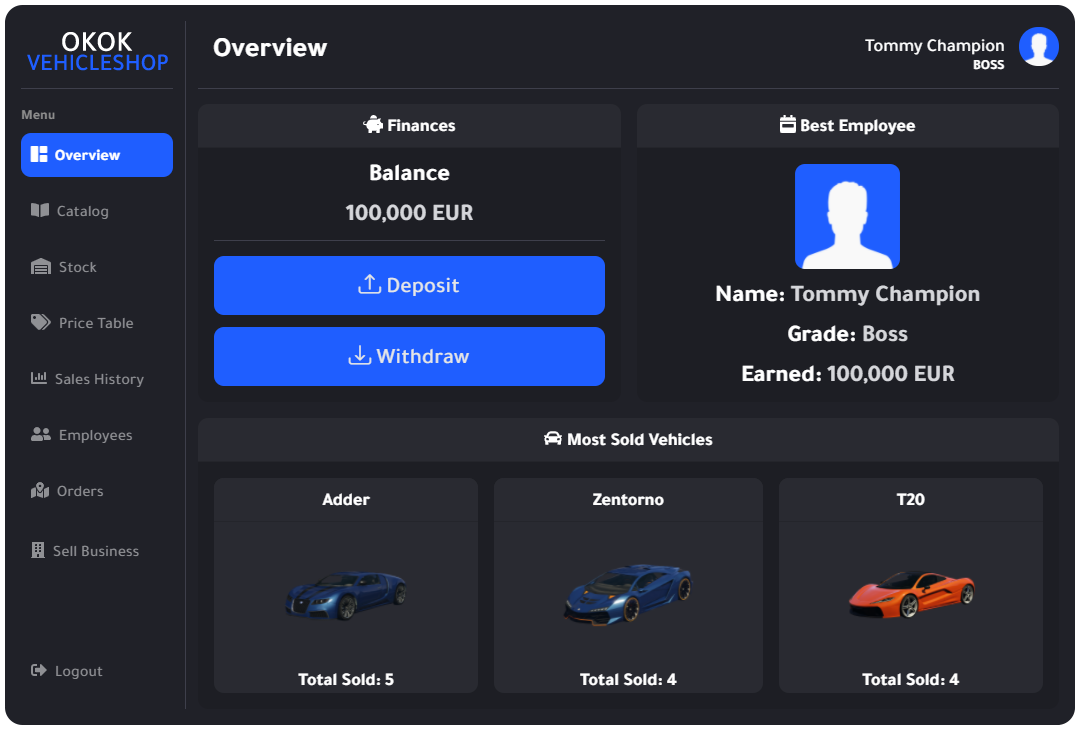 OKOK
VEHICLESHOP
Menu
Overview
Catalog
Stock
Price Table
Sales History
Employees
Orders
Sell Business
Logout
Overview
Tommy Champion
BOSS
Finances
Balance
100,000 EUR
Deposit
Withdraw
Best Employee
Name: Tommy Champion
Grade: Boss
Earned: 100,000 EUR
Most Sold Vehicles
Adder
Total Sold: 5
Zentorno
Total Sold: 4
T20
Total Sold: 4